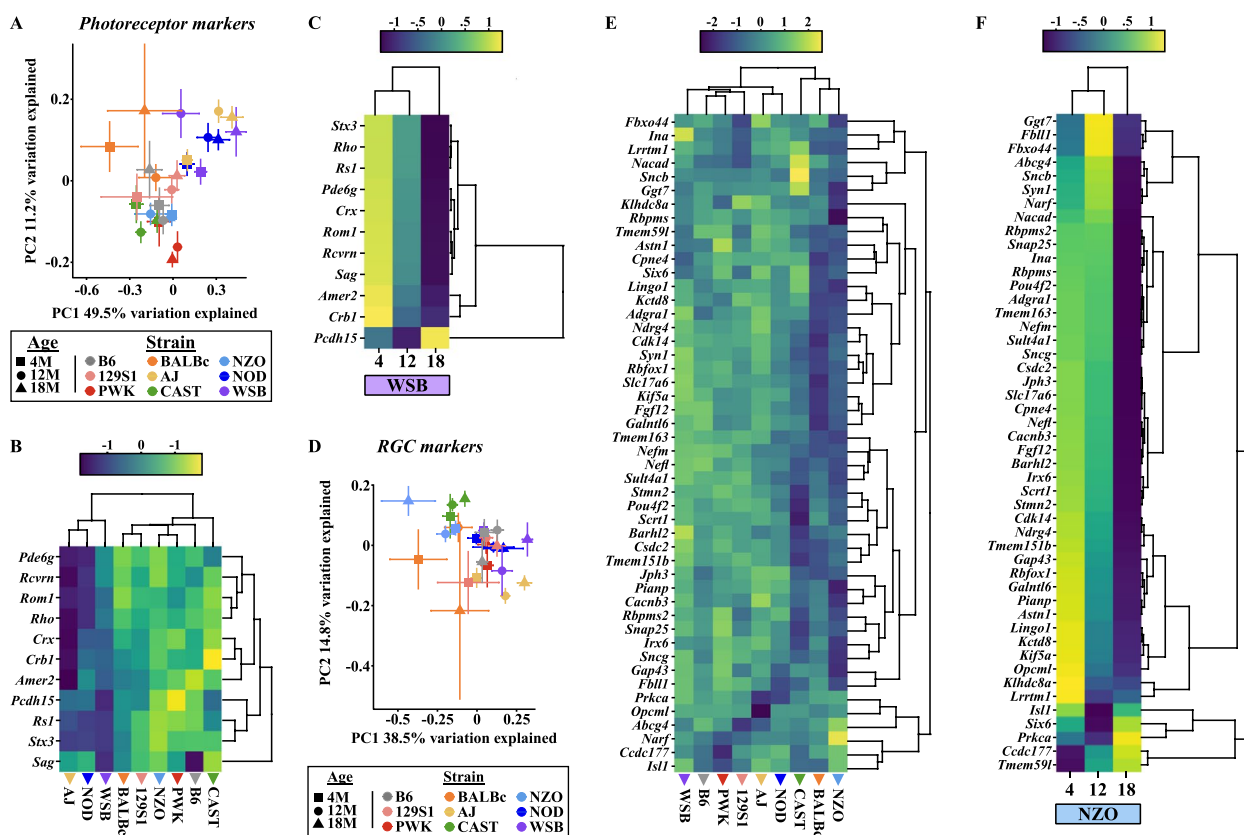 A
Photoreceptor markers
PC2 11.2% variation explained
0.2
0
-0.2
-0.6
-0.3
0
0.3
PC1 49.5% variation explained
Age
4M
12M
18M
Strain
B6
129S1
PWK
BALBc
AJ
CAST
NZO
NOD
WSB
B
-1
0
-1
Pde6g
Rcvrn
Rom1
Rho
Crx
Crb1
Amer2
Pcdh15
Rs1
Stx3
Sag
AJ
NOD
WSB
BALBc
129S1
NZO
PWK
B6
CAST
C
-1
0
1
Stx3
Rho
Rs1
Pde6g
Crx
Rom1
Rcvrn
Sag
Amer2
Crb1
Pcdh15
4
12
18
WSB
D
RGC markers
PC2 14.8% variation explained
0.2
0
-0.2
-0.4
-0.5
0
0.25
PC1 38.5% variation explained
Age
4M
12M
18M
Strain
B6
129S1
PWK
BALBc
AJ
CAST
NZO
NOD
WSB
E
-2
0
2
Fbxo44
Ina
Lrrtm1
Nacad
Sncb
Ggt7
Klhdc8a
Rbpms
Tmem59l
Astn1
Cpne4
Six6
Lingo1
Kctd8
Adgra1
Ndrg4
Cdk14
Syn1
Rbfox1
Slc17a6
Kif5a
Fgf12
Galntl6
Tmem163
Nefm
Nefl
Sult4a1
Stmn2
Pou4f2
Scrt1
Barhl2
Csdc2
Tmem151b
Jph3
Pianp
Cacnb3
Rbpms2
Snap25
Irx6
Sncg
Gap43
Fbll1
Prkca
Opcml
Abcg4
Narf
Ccdc177
Isl1
WSB
B6
PWK
129S1
AJ
NOD
CAST
BALBc
NZO
F
-1
0
1
Ggt7
Fbll1
Fbxo44
Abcg4
Sncb
Syn1
Narf
Nacad
Rbpms2
Snap25
Ina
Rbpms
Pou4f2
Adgra1
Tmem163
Nefm
Sult4a1
Sncg
Csdc2
Jph3
Slc17a6
Cpne4
Nefl
Cacnb3
Fgf12
Barhl2
Irx6
Scrt1
Stmn2
Cdk14
Ndrg4
Tmem151b
Gap43
Rbfox1
Galntl6
Pianp
Astn1
Lingo1
Kctd8
Kif5a
Opcml
Klhdc8a
Lrrtm1
Isl1
Six6
Prkca
Ccdc177
Tmem59l
4
12
18
NZO